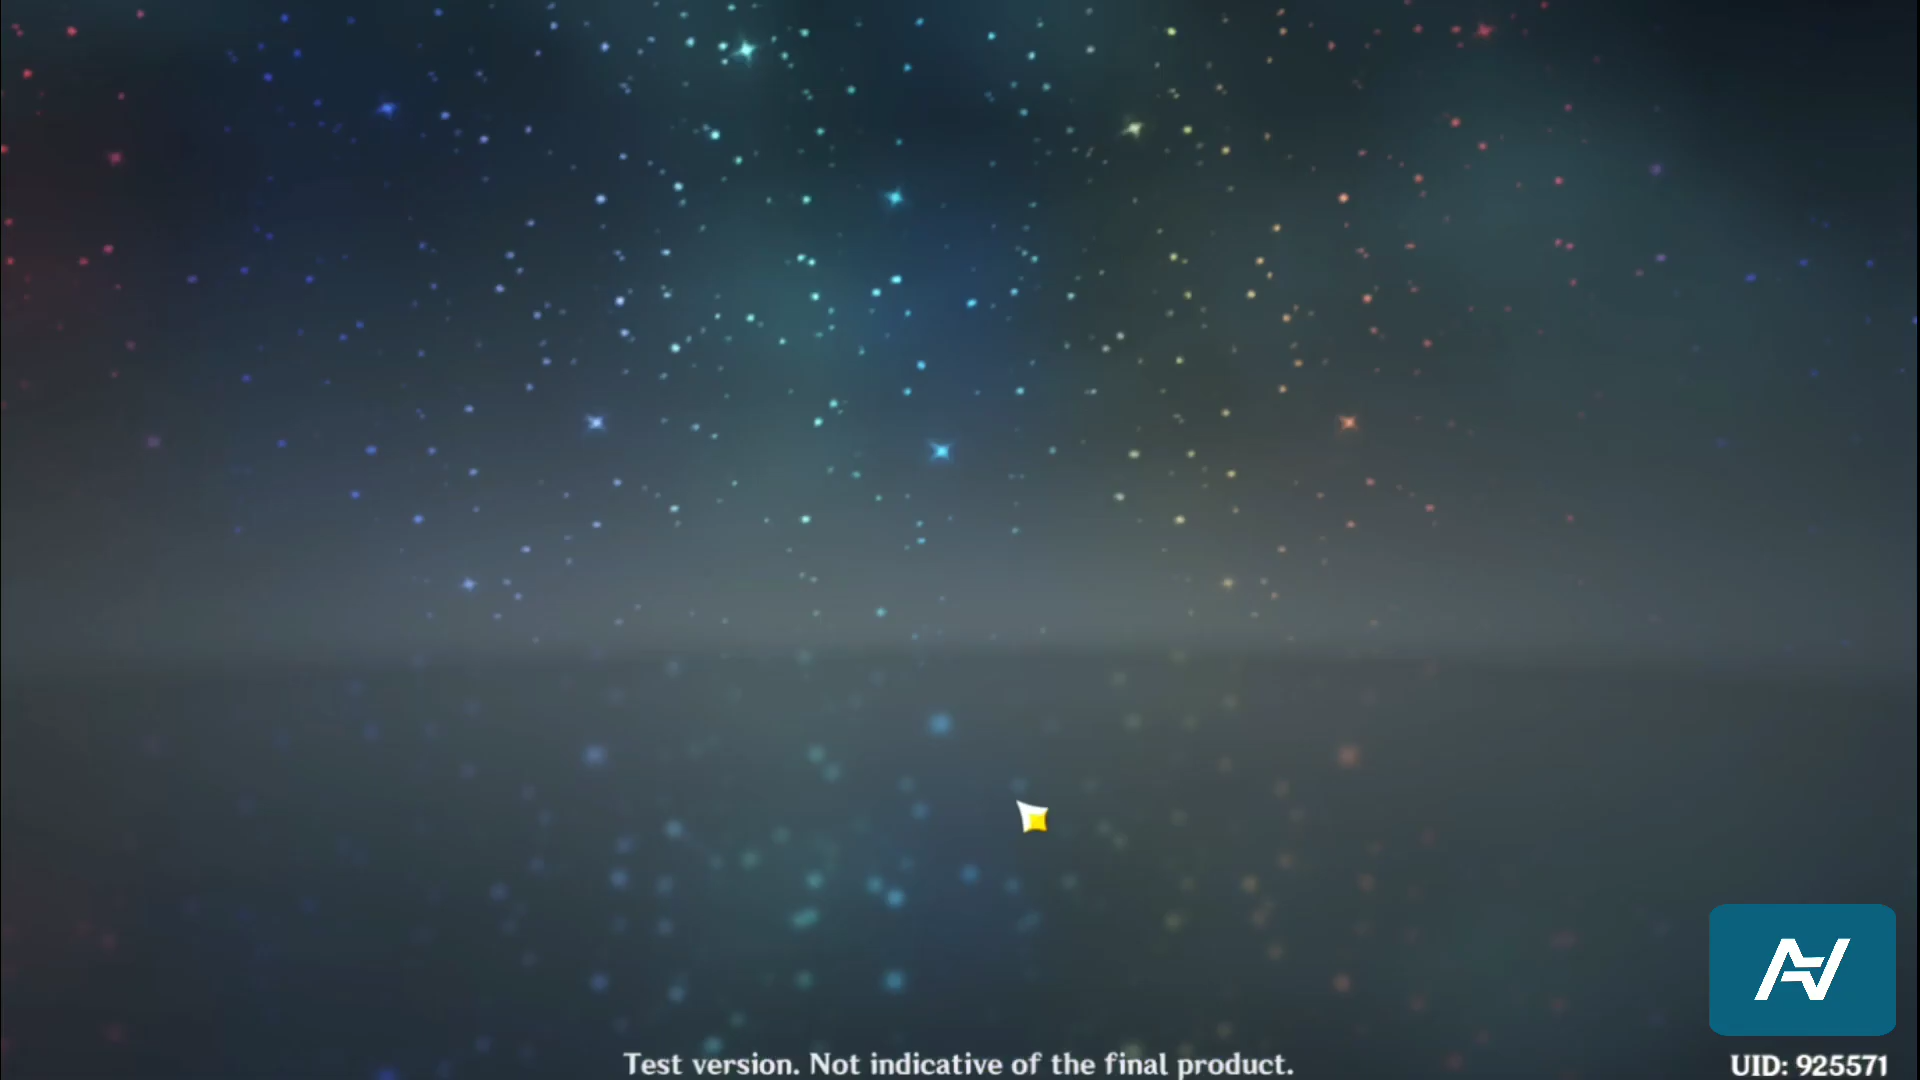 Test version. Not indicative of the final product.
UID: 925571